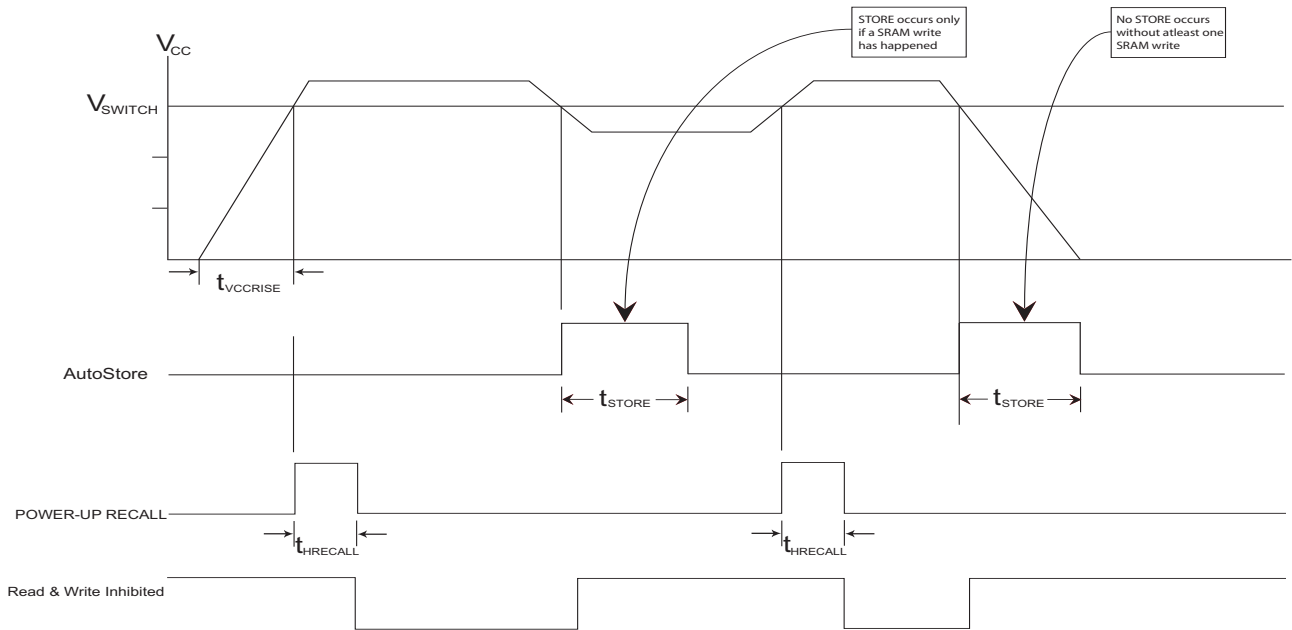 STORE occurs only
if a SRAM write
has happened
No STORE occurs
without atleast one
SRAM write
VCC
VSWITCH
tVCCRISE
AutoStore
tSTORE
tSTORE
POWER-UP RECALL
tHRECALL
tHRECALL
Read & Write Inhibited